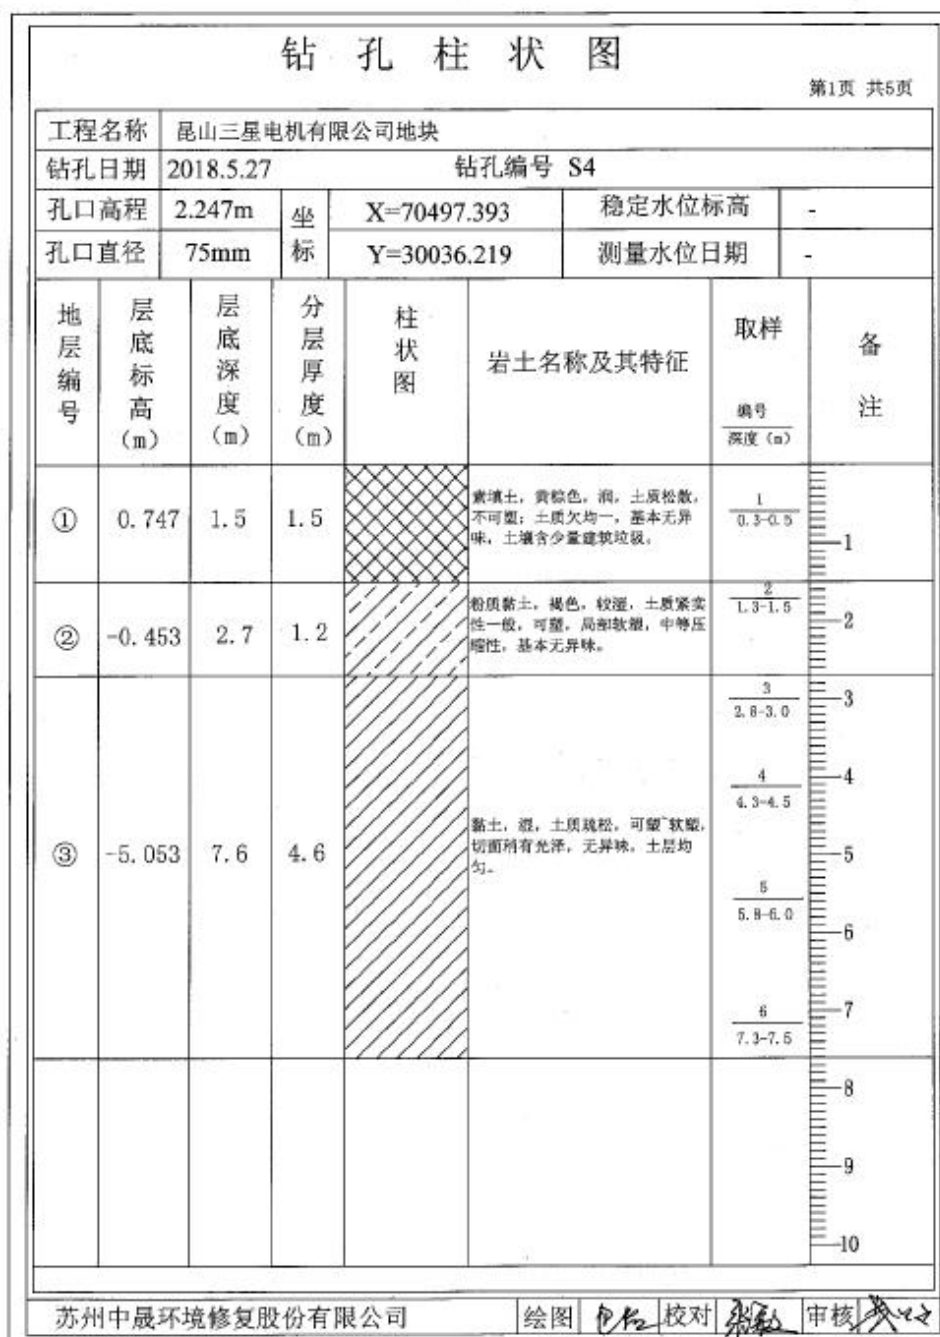 钻孔柱状图
第1页 共5页
工程名称 昆山三星电机有限公司地块
钻孔日期 2018.5.27 钻孔编号 S4
孔口高程 2.247m 坐标 X=70497.393 稳定水位标高 -
孔口直径 75mm Y=30036.219 测量水位日期 -
地层编号 层底标高(m) 层底深度(m) 分层厚度(m) 柱状图 岩土名称及其特征 取样 编号 深度(m) 备注
① 0.747 1.5 1.5
素填土,黄棕色,润,土质松散,
不可塑;土质欠均一,基本无异
味,土壤含少量建筑垃圾。
1
0.3-0.5
② -0.453 2.7 1.2
粉质黏土,褐色,较湿,土质紧实
性一般,可塑,局部软塑,中等压
缩性,基本无异味。
2
1.3-1.5
③ -5.053 7.6 4.6
黏土,湿,土质疏松,可塑~软塑,
切面稍有光泽,无异味,土层均
匀。
3
2.8-3.0
4
4.3-4.5
5
5.8-6.0
6
7.3-7.5
1
2
3
4
5
6
7
8
9
10
苏州中晟环境修复股份有限公司 绘图 校对 审核